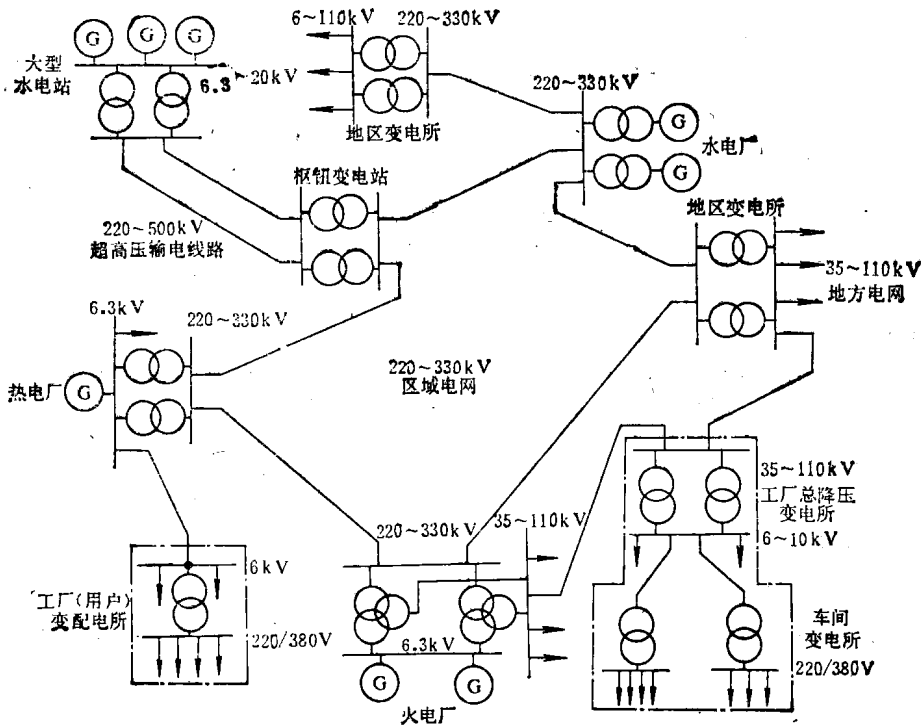 G
G
G
大型
水电站
6.3～20kV
6～110kV
220～330kV
地区变电所
220～330kV
G
G
水电厂
枢钮变电站
220～500kV
超高压输电线路
地区变电所
35～110kV
地方电网
6.3kV
220～330kV
热电厂
G
220～330kV
区域电网
35～110kV
工厂总降压
变电所
6～10kV
220～330kV
35～110kV
6kV
工厂(用户)
变配电所
220/380V
6.3kV
G
G
火电厂
车间
变电所
220/380V